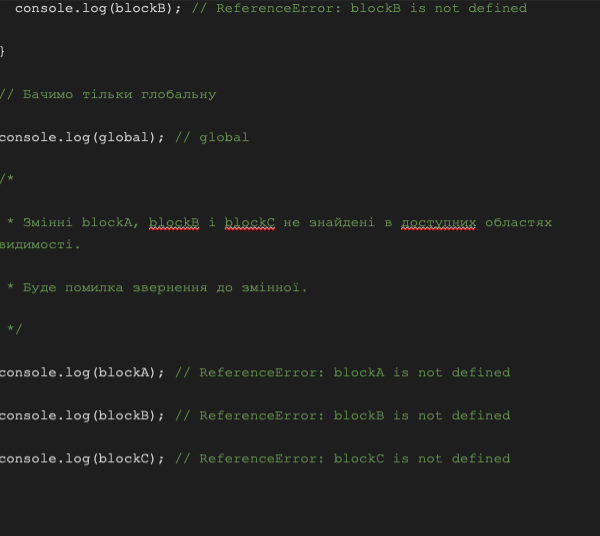 console.log(blockB); // ReferenceError: blockB is not defined
}
// Бачимо тільки глобальну
console.log(global); // global
/*
* Змінні blockA, blockB і blockC не знайдені в доступних областях
видимості.
* Буде помилка звернення до змінної.
*/
console.log(blockA); // ReferenceError: blockA is not defined
console.log(blockB); // ReferenceError: blockB is not defined
console.log(blockC); // ReferenceError: blockC is not defined